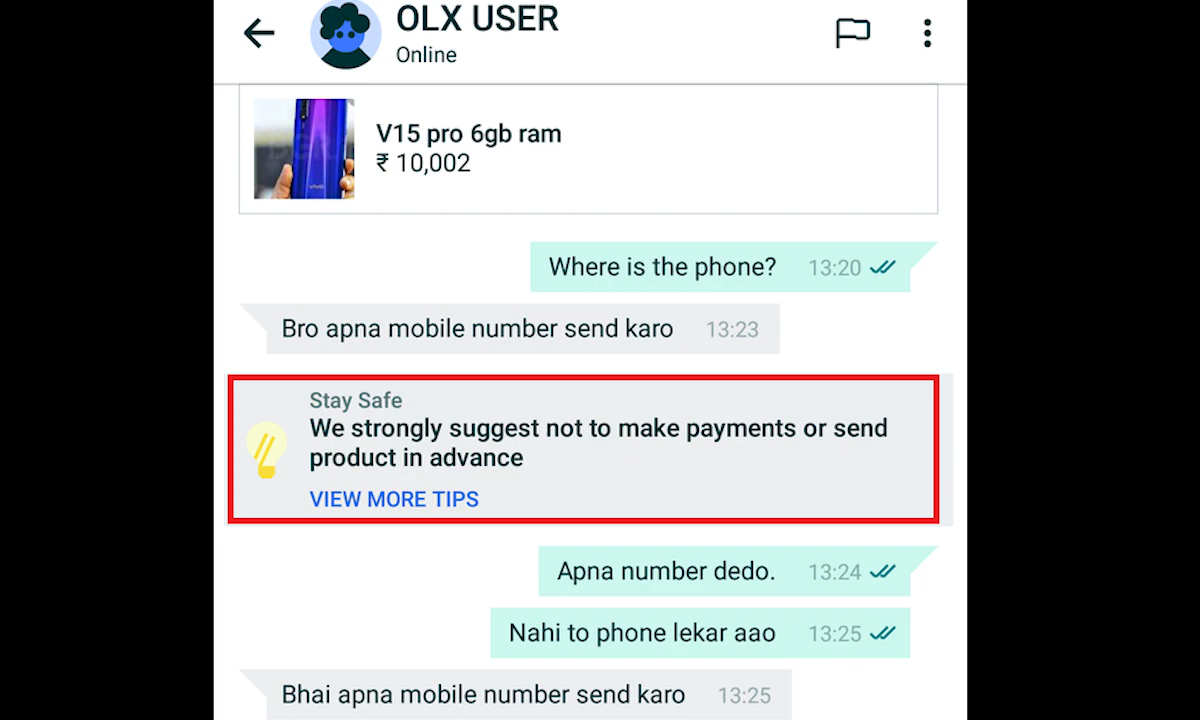 OLX USER
Online
V15 pro 6gb ram
₹ 10,002
vivo
Where is the phone? 13:20
Bro apna mobile number send karo 13:23
Stay Safe
We strongly suggest not to make payments or send
product in advance
VIEW MORE TIPS
Apna number dedo. 13:24
Nahi to phone lekar aao 13:25
Bhai apna mobile number send karo 13:25